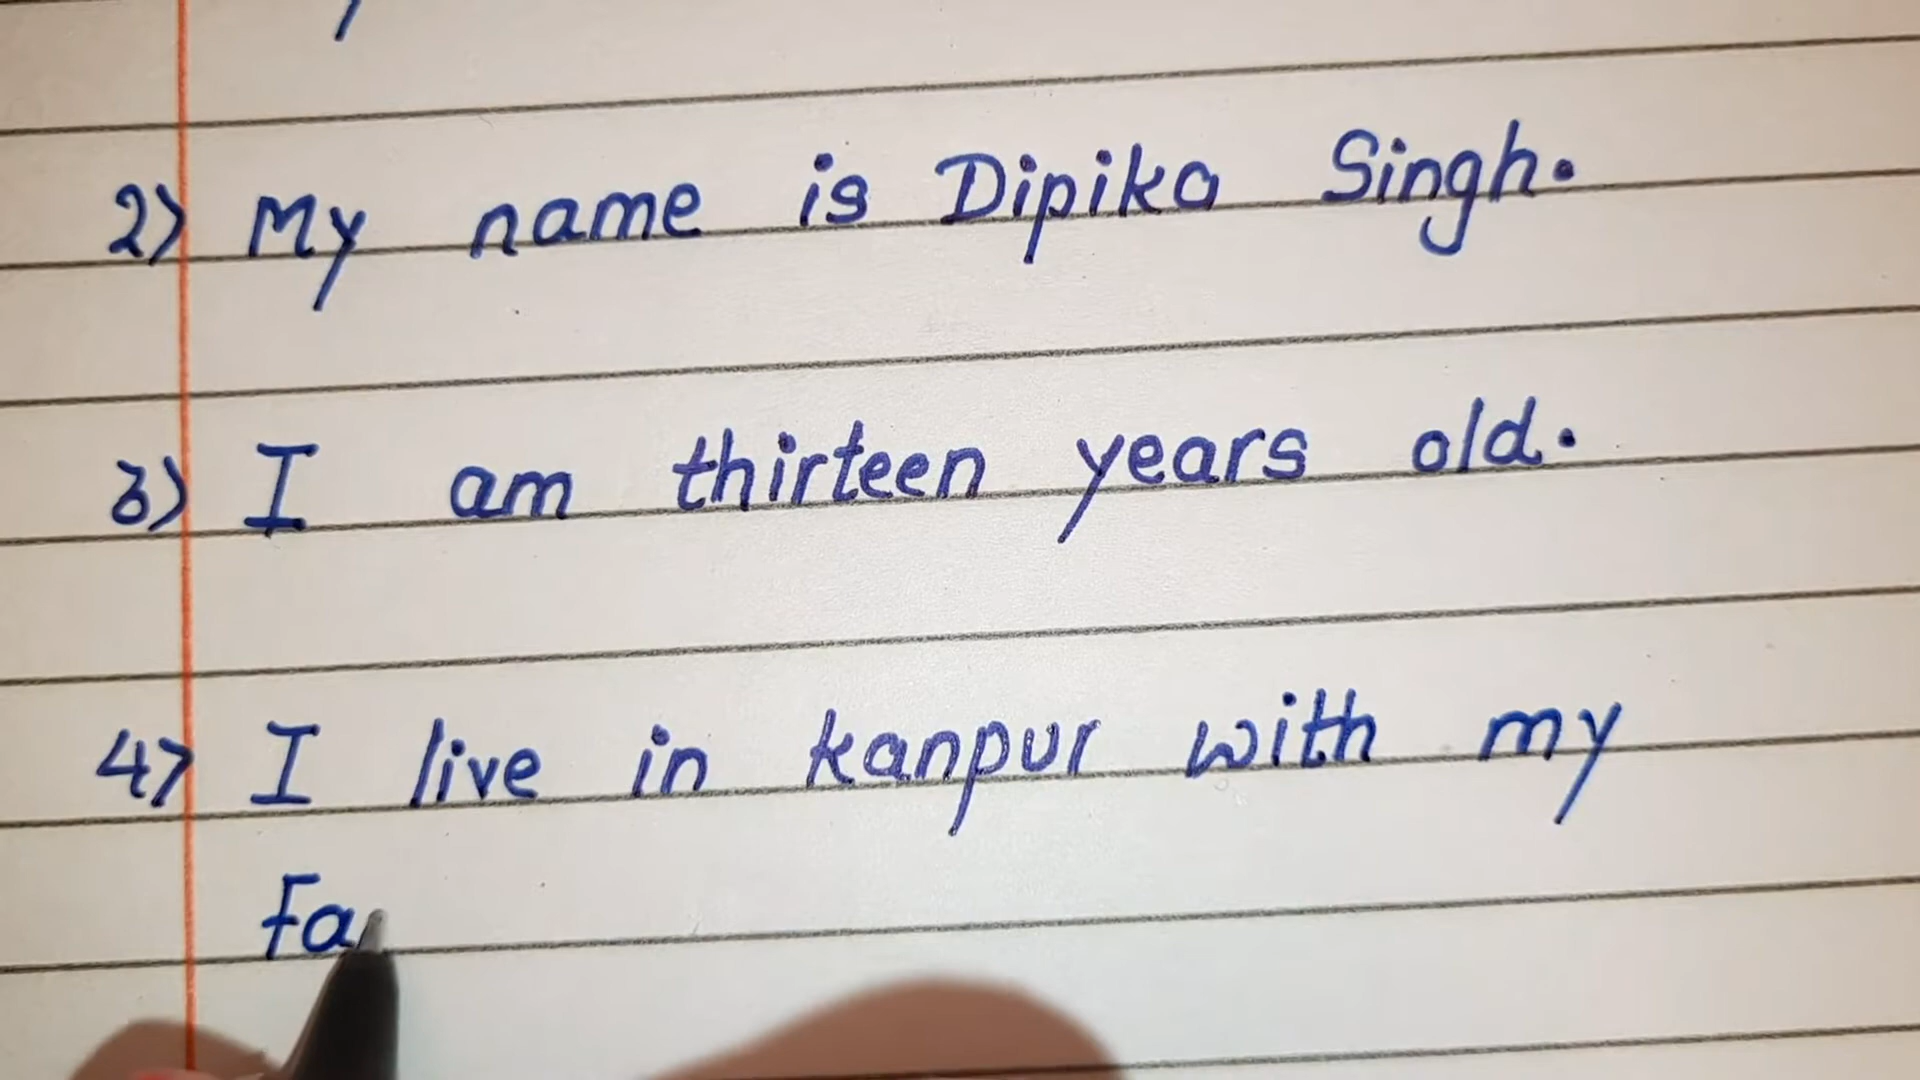 2) My name is Dipika Singh.
3) I am thirteen years old.
4) I live in kanpur with my
Fa